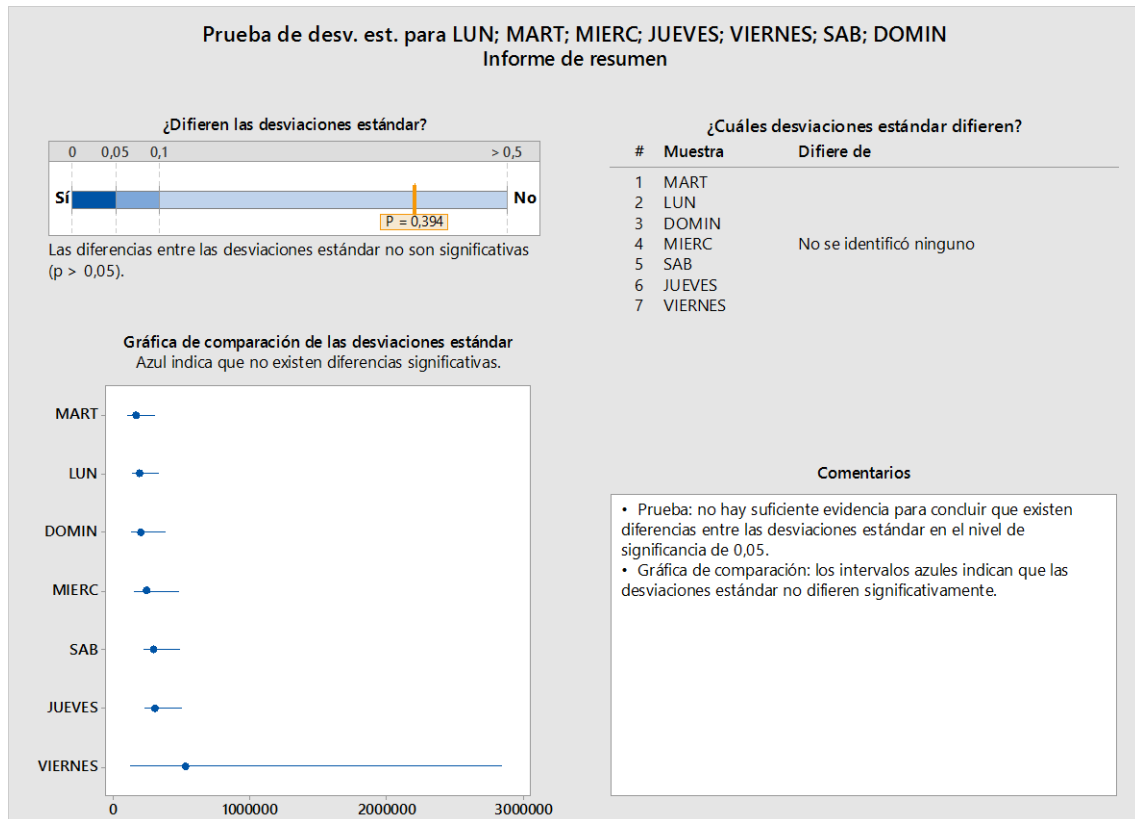 Prueba de desv. est. para LUN; MART; MIERC; JUEVES; VIERNES; SAB; DOMIN
Informe de resumen
¿Difieren las desviaciones estándar?
0 0,05 0,1 > 0,5
Sí No
P = 0,394
Las diferencias entre las desviaciones estándar no son significativas
(p > 0,05).
¿Cuáles desviaciones estándar difieren?
# Muestra Difiere de
1 MART
2 LUN
3 DOMIN
4 MIERC No se identificó ninguno
5 SAB
6 JUEVES
7 VIERNES
Gráfica de comparación de las desviaciones estándar
Azul indica que no existen diferencias significativas.
MART
LUN
DOMIN
MIERC
SAB
JUEVES
VIERNES
0 1000000 2000000 3000000
Comentarios
• Prueba: no hay suficiente evidencia para concluir que existen
diferencias entre las desviaciones estándar en el nivel de
significancia de 0,05.
• Gráfica de comparación: los intervalos azules indican que las
desviaciones estándar no difieren significativamente.